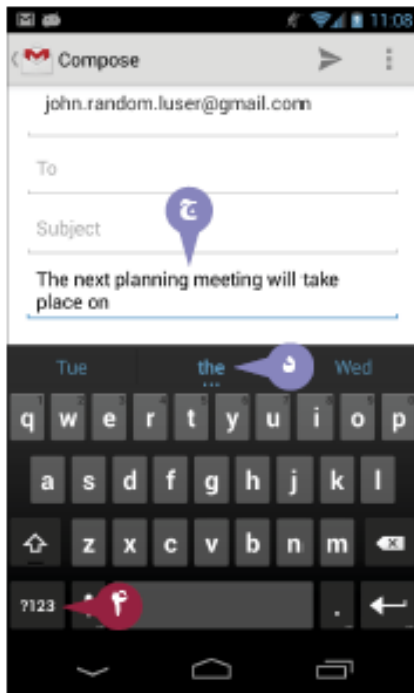 11:08
Compose
john.random.luser@gmail.com
To
Subject
ج
The next planning meeting will take
place on
Tue the د Wed
q w e r t y u i o p
a s d f g h j k l
z x c v b n m
?123 ۴ .